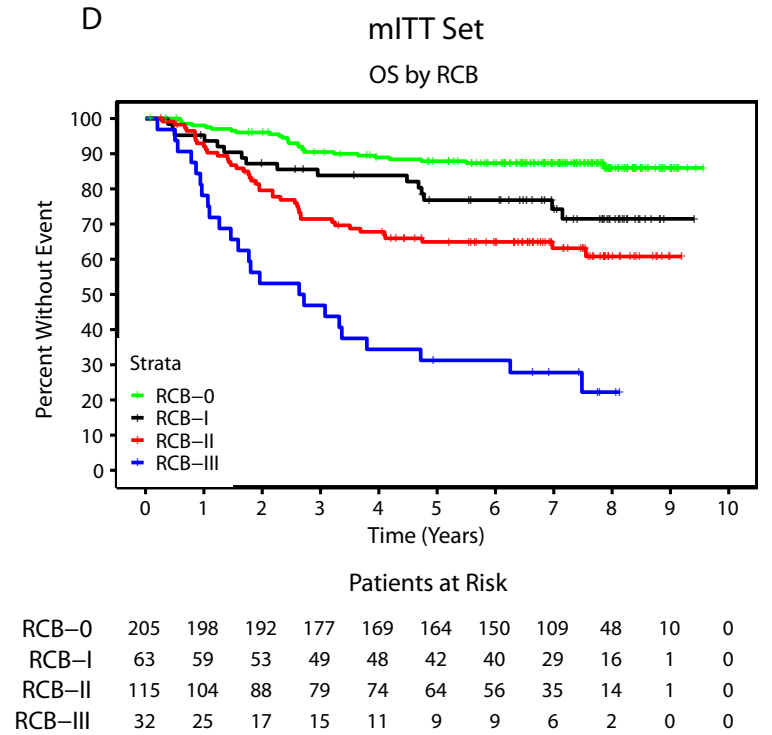 D
mITT Set
OS by RCB
100
90
80
70
60
50
40
30
20
10
0
Percent Without Event
Strata
RCB–0
RCB–I
RCB–II
RCB–III
0 1 2 3 4 5 6 7 8 9 10
Time (Years)
Patients at Risk
RCB–0 205 198 192 177 169 164 150 109 48 10 0
RCB–I 63 59 53 49 48 42 40 29 16 1 0
RCB–II 115 104 88 79 74 64 56 35 14 1 0
RCB–III 32 25 17 15 11 9 9 6 2 0 0